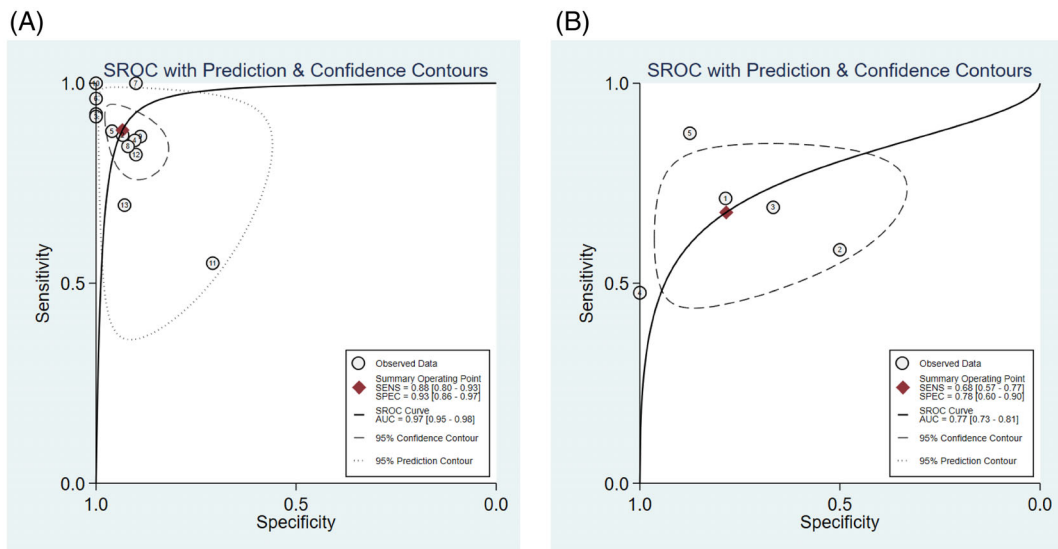 (A)
SROC with Prediction & Confidence Contours
1.0
0.5
0.0
Sensitivity
10
7
6
3
5
9
4
8
12
13
11
Observed Data
Summary Operating Point
SENS = 0.88 [0.80 - 0.93]
SPEC = 0.93 [0.86 - 0.97]
SROC Curve
AUC = 0.97 [0.95 - 0.98]
95% Confidence Contour
95% Prediction Contour
1.0
0.5
0.0
Specificity
(B)
SROC with Prediction & Confidence Contours
1.0
0.5
0.0
Sensitivity
5
1
3
2
4
Observed Data
Summary Operating Point
SENS = 0.68 [0.57 - 0.77]
SPEC = 0.78 [0.60 - 0.90]
SROC Curve
AUC = 0.77 [0.73 - 0.81]
95% Confidence Contour
95% Prediction Contour
1.0
0.5
0.0
Specificity